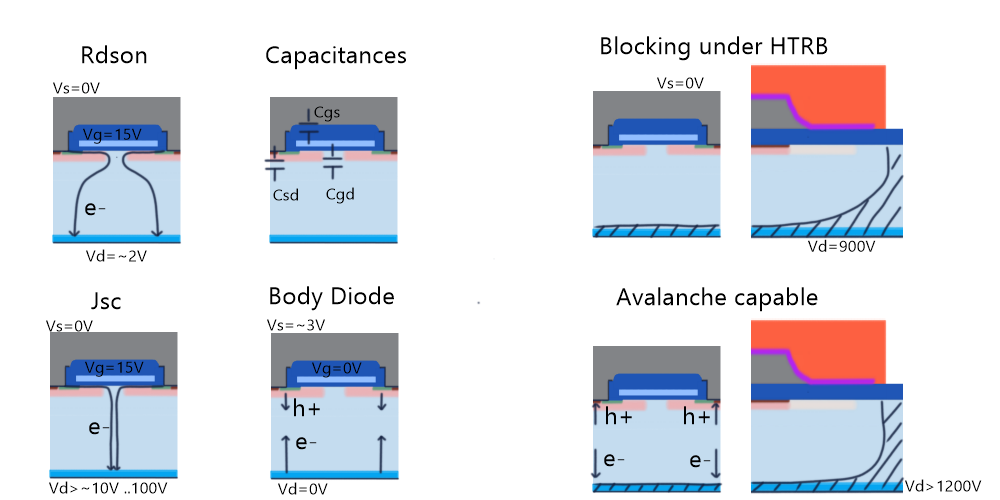 Rdson
Vs=0V
Vg=15V
e-
Vd=~2V
Capacitances
Cgs
Csd
Cgd
Blocking under HTRB
Vs=0V
Vd=900V
Jsc
Vs=0V
Vg=15V
e-
Vd>~10V ..100V
Body Diode
Vs=~3V
Vg=0V
h+
e-
Vd=0V
Avalanche capable
h+ h+
e- e-
Vd>1200V